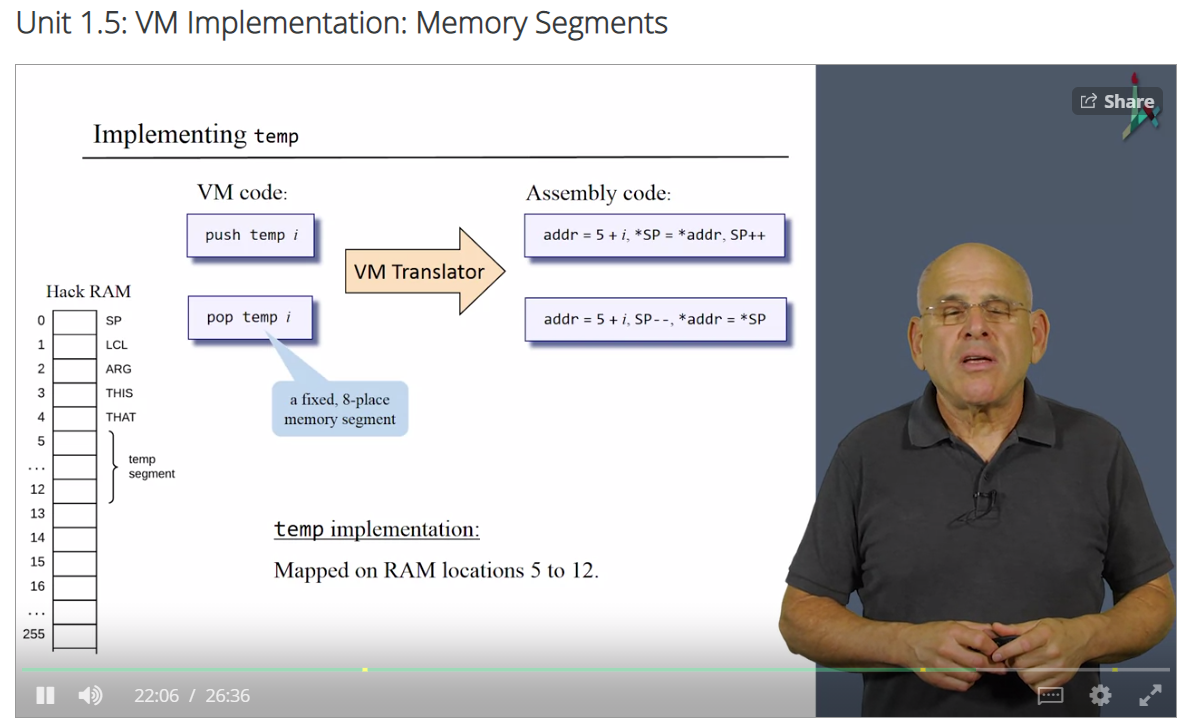 Unit 1.5: VM Implementation: Memory Segments
Share
Implementing temp
VM code:
Assembly code:
push temp i
addr = 5 + i, *SP = *addr, SP++
VM Translator
pop temp i
addr = 5 + i, SP--, *addr = *SP
a fixed, 8-place
memory segment
Hack RAM
0 SP
1 LCL
2 ARG
3 THIS
4 THAT
5
...
12
temp
segment
13
14
15
16
...
255
temp implementation:
Mapped on RAM locations 5 to 12.
22:06 / 26:36